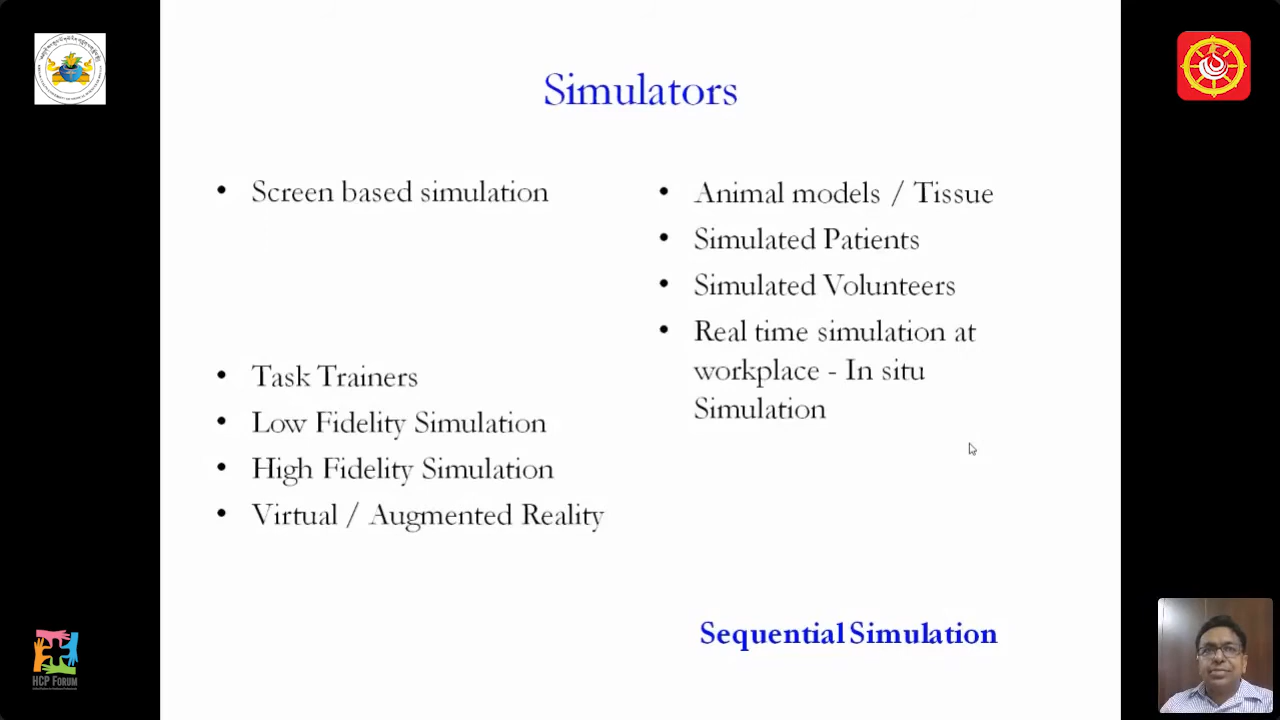 Simulators
• Screen based simulation
• Task Trainers
• Low Fidelity Simulation
• High Fidelity Simulation
• Virtual / Augmented Reality
• Animal models / Tissue
• Simulated Patients
• Simulated Volunteers
• Real time simulation at
workplace - In situ
Simulation
Sequential Simulation
HCP FORUM